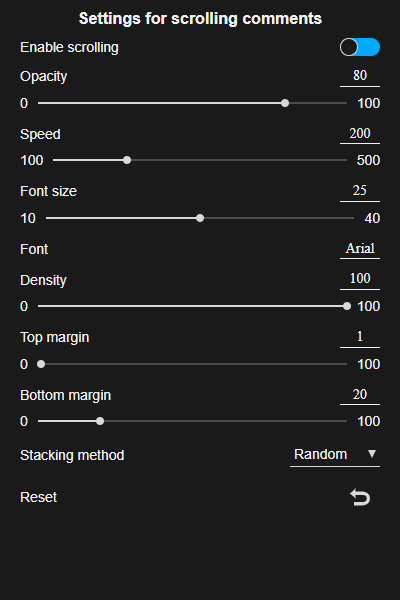 Settings for scrolling comments
Enable scrolling
Opacity 80
0 100
Speed 200
100 500
Font size 25
10 40
Font Arial
Density 100
0 100
Top margin 1
0 100
Bottom margin 20
0 100
Stacking method Random
Reset